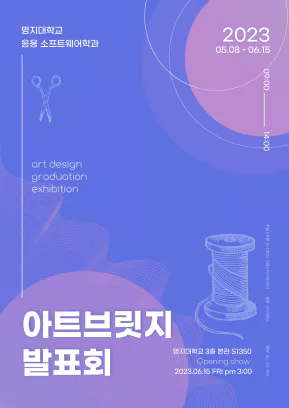 명지대학교
응용 소프트웨어학과
2023
05.08 - 06.15
09:00
14:00
art design
graduation
exhibition
아트브릿지
발표회
명지대학교 3층 본관 S1350
Opening show
2023.06.15 FRI pm 3:00